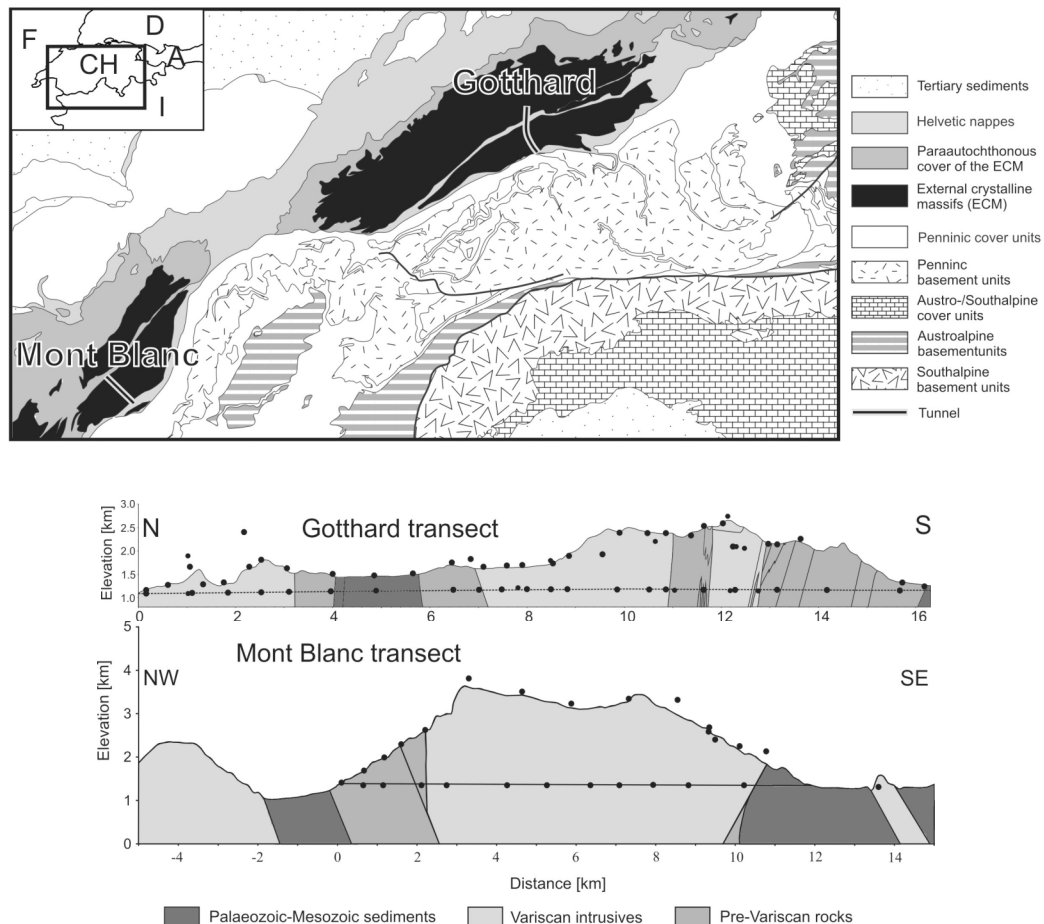 F
D
A
CH
I
Gotthard
Mont Blanc
Tertiary sediments
Helvetic nappes
Paraautochthonous
cover of the ECM
External crystalline
massifs (ECM)
Penninic cover units
Penninc
basement units
Austro-/Southalpine
cover units
Austroalpine
basementunits
Southalpine
basement units
Tunnel
N
Gotthard transect
S
Elevation [km]
3.0
2.5
2.0
1.5
1.0
0 2 4 6 8 10 12 14 16
Mont Blanc transect
NW
SE
Elevation [km]
5
4
3
2
1
0
-4 -2 0 2 4 6 8 10 12 14
Distance [km]
Palaeozoic-Mesozoic sediments Variscan intrusives Pre-Variscan rocks